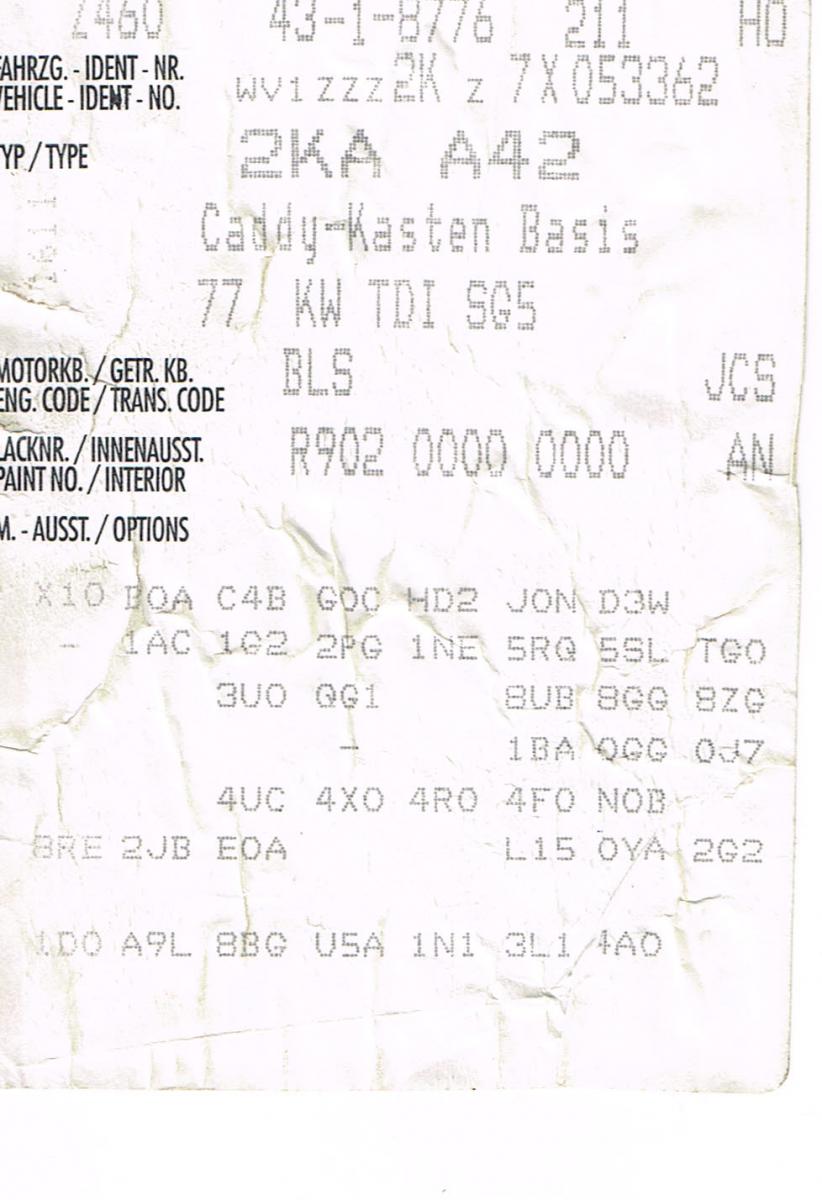 2460 43-1-8776 211 HO
AHRZG. - IDENT - NR.
VEHICLE - IDENT - NO. WV1ZZZ2K Z 7X053362
TYP / TYPE 2KA A42
Caddy-Kasten Basis
77 KW TDI SG5
MOTORKB. / GETR. KB. BLS JCS
ENG. CODE / TRANS. CODE
LACKNR. / INNENAUSST. R902 0000 0000 AN
PAINT NO. / INTERIOR
M. - AUSST. / OPTIONS
X10 B0A C4B G0C HD2 J0N D3W
- 1AC 1G2 2PG 1NE 5RQ 5SL TG0
3U0 QG1 8UB 8GG 8ZG
- 1BA QGG 0J7
4UC 4X0 4R0 4F0 N0B
8RE 2JB E0A L15 0YA 2G2
1D0 A9L 8BG U5A 1N1 3L1 4A0